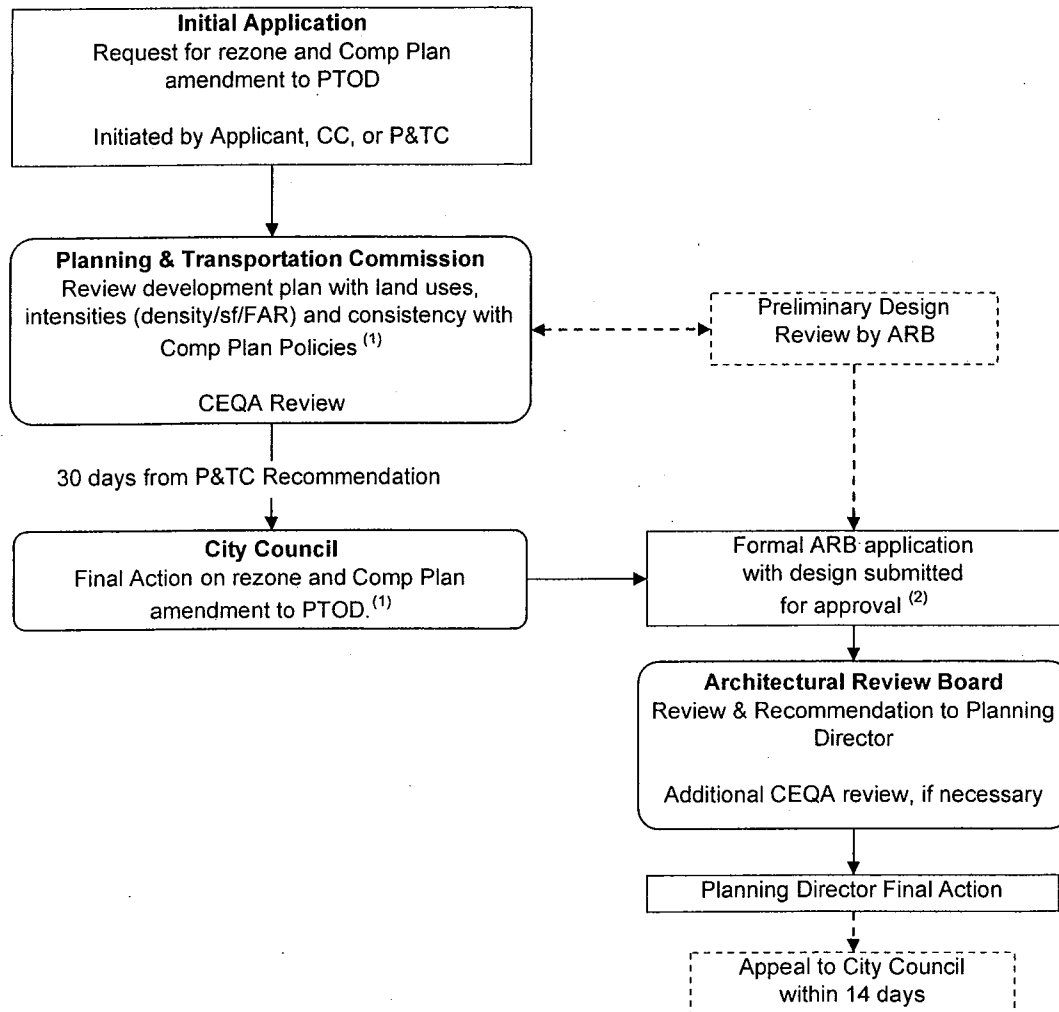 Initial Application
Request for rezone and Comp Plan
amendment to PTOD
Initiated by Applicant, CC, or P&TC
Planning & Transportation Commission
Review development plan with land uses,
intensities (density/sf/FAR) and consistency with
Comp Plan Policies (1)
CEQA Review
Preliminary Design
Review by ARB
30 days from P&TC Recommendation
City Council
Final Action on rezone and Comp Plan
amendment to PTOD.(1)
Formal ARB application
with design submitted
for approval (2)
Architectural Review Board
Review & Recommendation to Planning
Director
Additional CEQA review, if necessary
Planning Director Final Action
Appeal to City Council
within 14 days